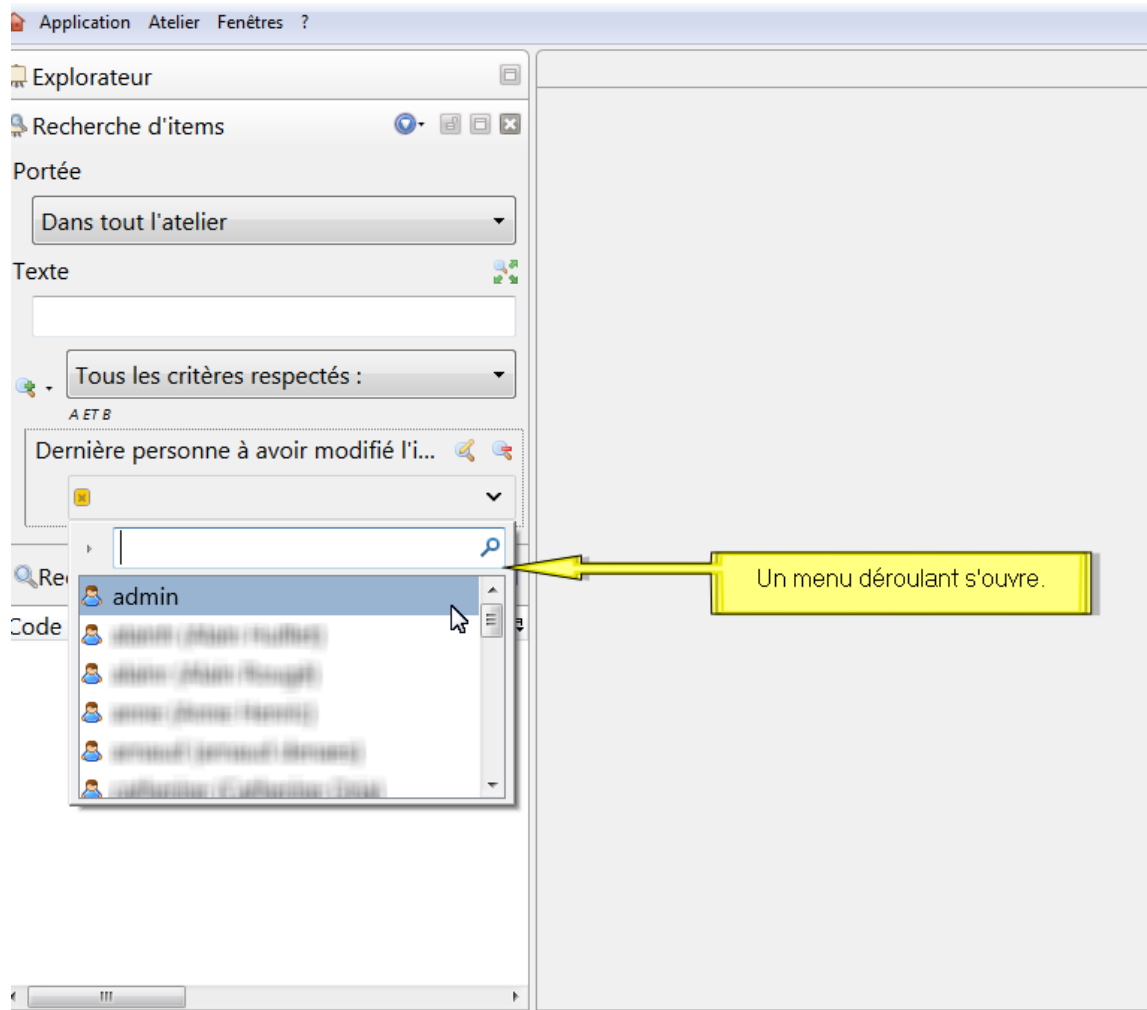 Application Atelier Fenêtres ?
Explorateur
Recherche d'items
Portée
Dans tout l'atelier
Texte
Tous les critères respectés :
A ET B
Dernière personne à avoir modifié l'i...
Un menu déroulant s'ouvre.
Re
admin
Code